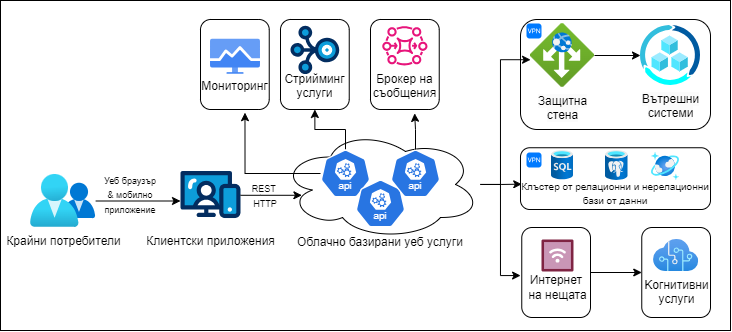 Мониторинг
Стрийминг
услуги
Брокер на
съобщения
VPN
Защитна
стена
Вътрешни
системи
Уеб браузър
& мобилно
приложение
Крайни потребители
Клиентски приложения
REST
HTTP
api
api
api
Облачно базирани уеб услуги
VPN
SQL
Клъстер от релационни и нерелационни
бази от данни
Интернет
на нещата
Когнитивни
услуги